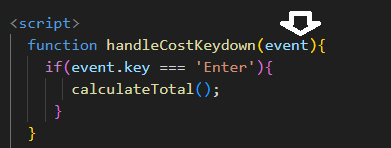 <script>
function handleCostKeydown(event){
if(event.key === 'Enter'){
calculateTotal();
}
}